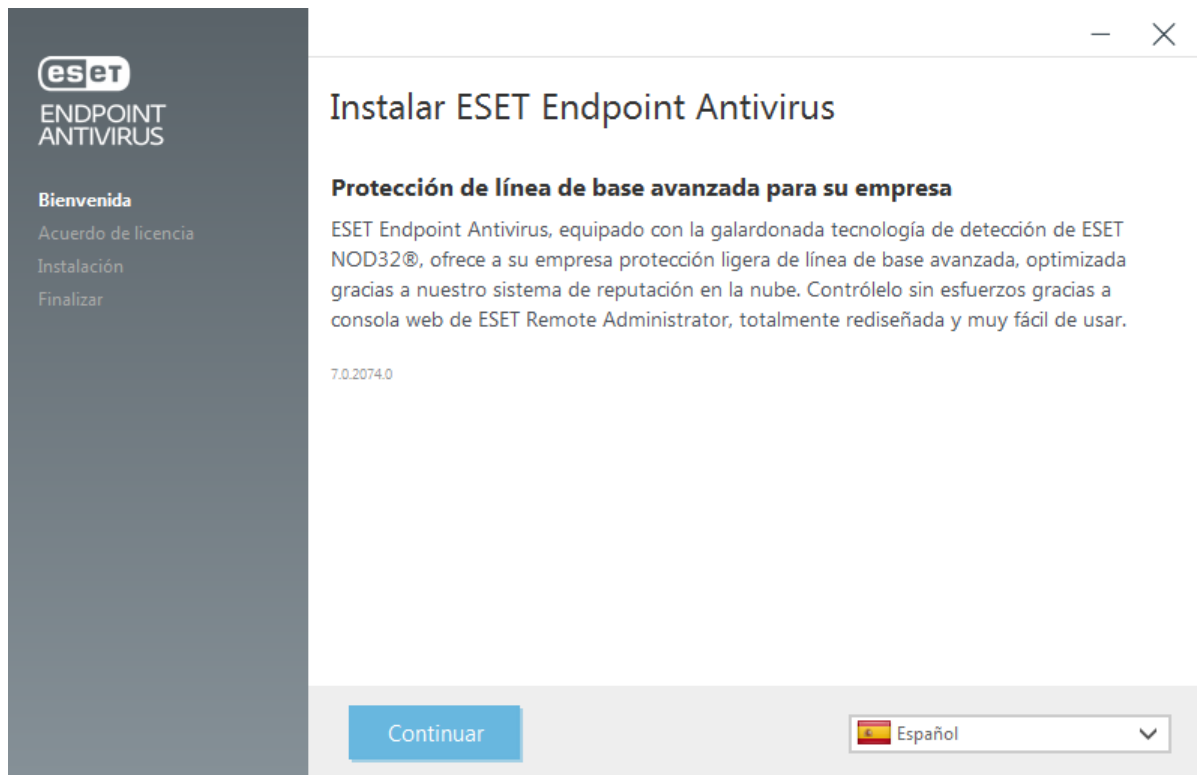 eset
ENDPOINT
ANTIVIRUS
Bienvenida
Acuerdo de licencia
Instalación
Finalizar
Instalar ESET Endpoint Antivirus
Protección de línea de base avanzada para su empresa
ESET Endpoint Antivirus, equipado con la galardonada tecnología de detección de ESET
NOD32®, ofrece a su empresa protección ligera de línea de base avanzada, optimizada
gracias a nuestro sistema de reputación en la nube. Contrólelo sin esfuerzos gracias a
consola web de ESET Remote Administrator, totalmente rediseñada y muy fácil de usar.
7.0.2074.0
Continuar
Español